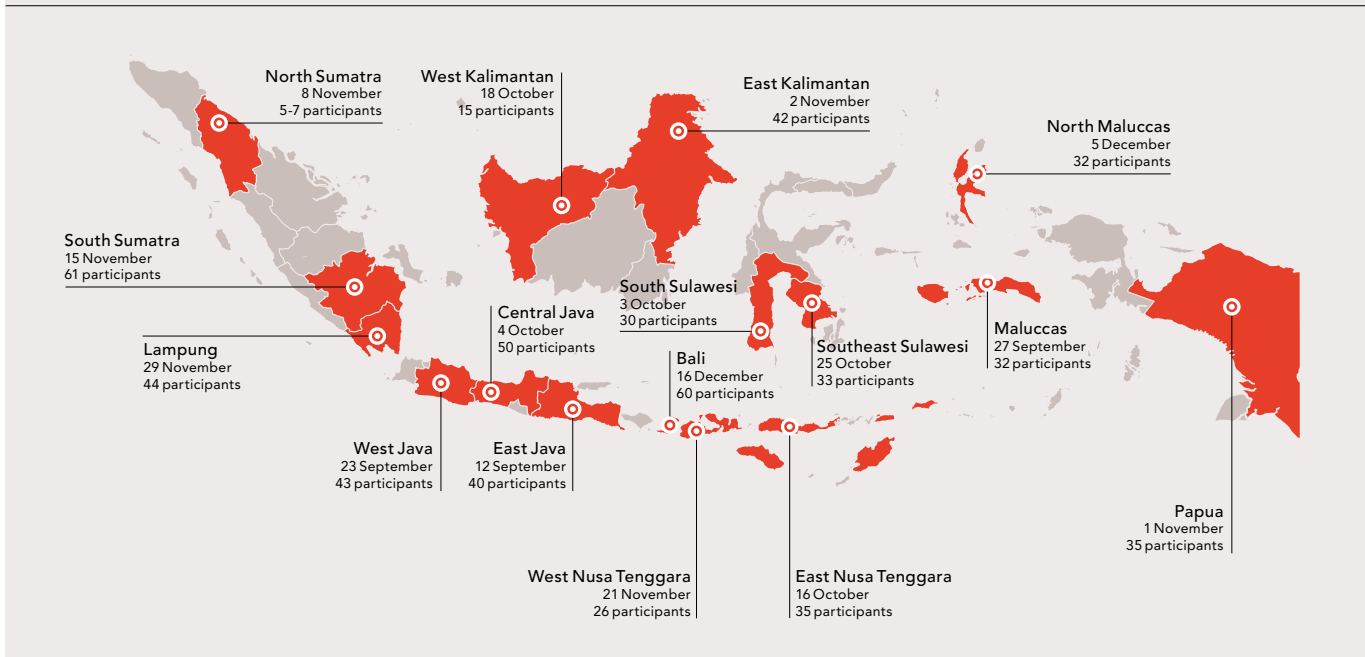 North Sumatra
8 November
5-7 participants
West Kalimantan
18 October
15 participants
East Kalimantan
2 November
42 participants
North Maluccas
5 December
32 participants
South Sumatra
15 November
61 participants
South Sulawesi
3 October
30 participants
Central Java
4 October
50 participants
Maluccas
27 September
32 participants
Southeast Sulawesi
25 October
33 participants
Lampung
29 November
44 participants
Bali
16 December
60 participants
West Java
23 September
43 participants
East Java
12 September
40 participants
Papua
1 November
35 participants
West Nusa Tenggara
21 November
26 participants
East Nusa Tenggara
16 October
35 participants